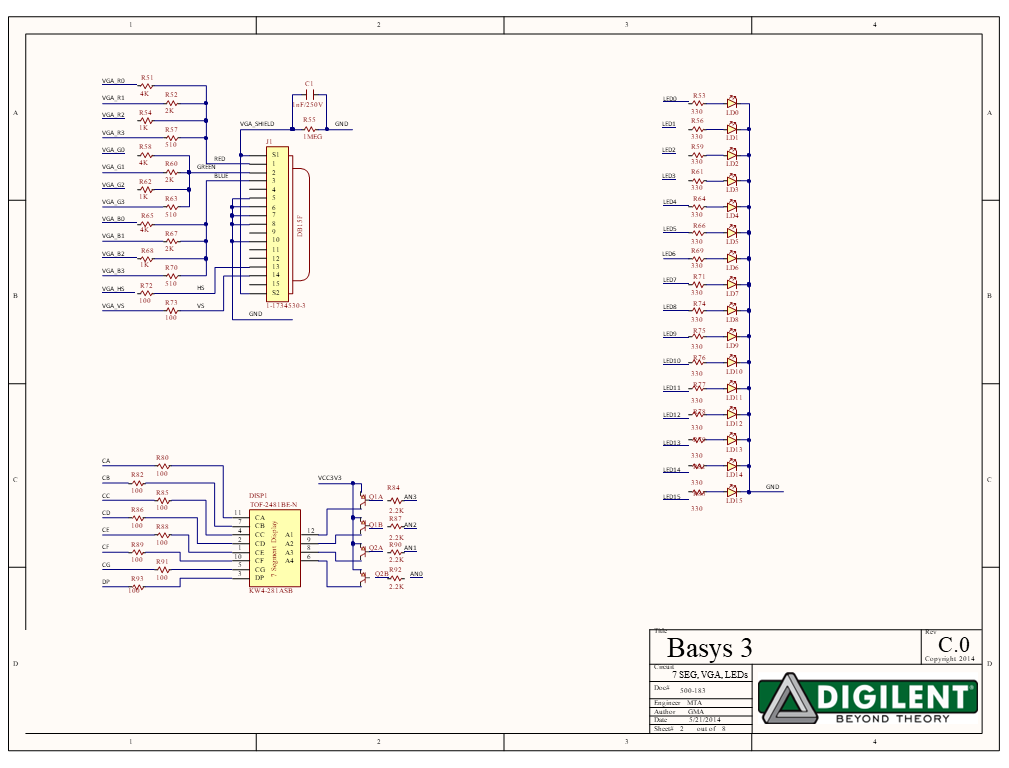 1 2 3 4
A A
B B
C C
D D
VGA_R0 R51 4K
VGA_R1 R52 2K
VGA_R2 R54 1K
VGA_R3 R57 510
VGA_G0 R58 4K
VGA_G1 R60 2K
VGA_G2 R62 1K
VGA_G3 R63 510
VGA_B0 R65 4K
VGA_B1 R67 2K
VGA_B2 R68 1K
VGA_B3 R70 510
VGA_HS R72 100 HS
VGA_VS R73 100 VS
RED
GREEN
BLUE
C1
1nF/250V
VGA_SHIELD R55 GND
1MEG
J1
S1
1
2
3
4
5
6
7
8
9
10
11
12
13
14
15
S2
DB15F
1-1734530-3
GND
LED0 R53 330 LD0
LED1 R56 330 LD1
LED2 R59 330 LD2
LED3 R61 330 LD3
LED4 R64 330 LD4
LED5 R66 330 LD5
LED6 R69 330 LD6
LED7 R71 330 LD7
LED8 R74 330 LD8
LED9 R75 330 LD9
LED10 R76 330 LD10
LED11 R77 330 LD11
LED12 R78 330 LD12
LED13 330 LD13
LED14 330 LD14
LED15 330 LD15
GND
CA R80 100
CB R82 100
CC R85 100
CD R86 100
CE R88 100
CF R89 100
CG R91 100
DP R93 100
DISP1
TOF-2481BE-N
11 CA
7 CB
4 CC A1 12
2 CD A2 9
1 CE A3 8
10 CF A4 6
5 CG
3 DP
7 Segment Display
KW4-281ASB
VCC3V3
Q1A R84 2.2K AN3
Q1B R87 2.2K AN2
Q2A R90 2.2K AN1
Q2B R92 2.2K AN0
Title
Basys 3
Rev
C.0
Copyright 2014
Circuit
7 SEG, VGA, LEDs
Doc# 500-183
Engineer MTA
Author GMA
Date 5/21/2014
Sheet# 2 out of 8
DIGILENT
BEYOND THEORY
1 2 3 4